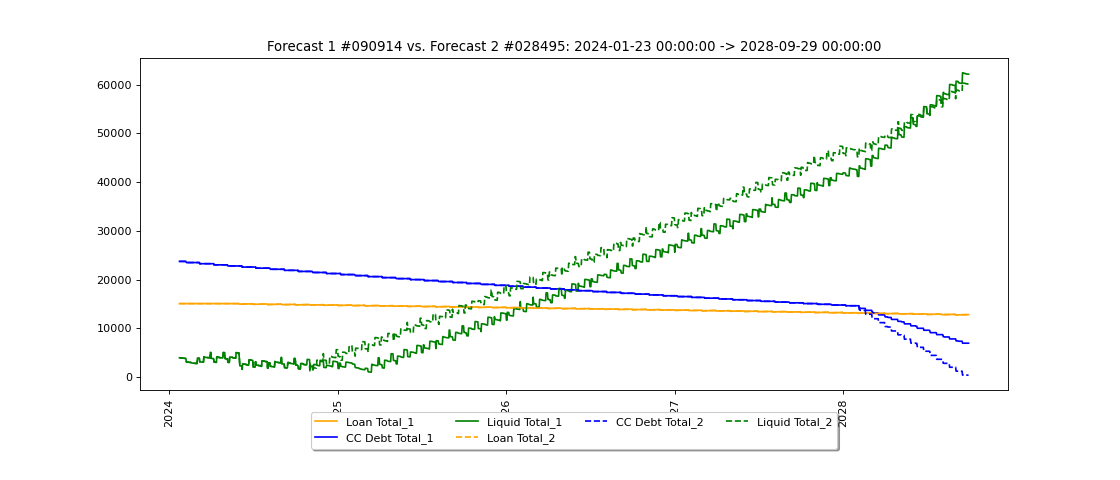 Forecast 1 #090914 vs. Forecast 2 #028495: 2024-01-23 00:00:00 -> 2028-09-29 00:00:00
60000
50000
40000
30000
20000
10000
0
2024
25
26
27
2028
Loan Total_1
Liquid Total_1
CC Debt Total_2
Liquid Total_2
CC Debt Total_1
Loan Total_2